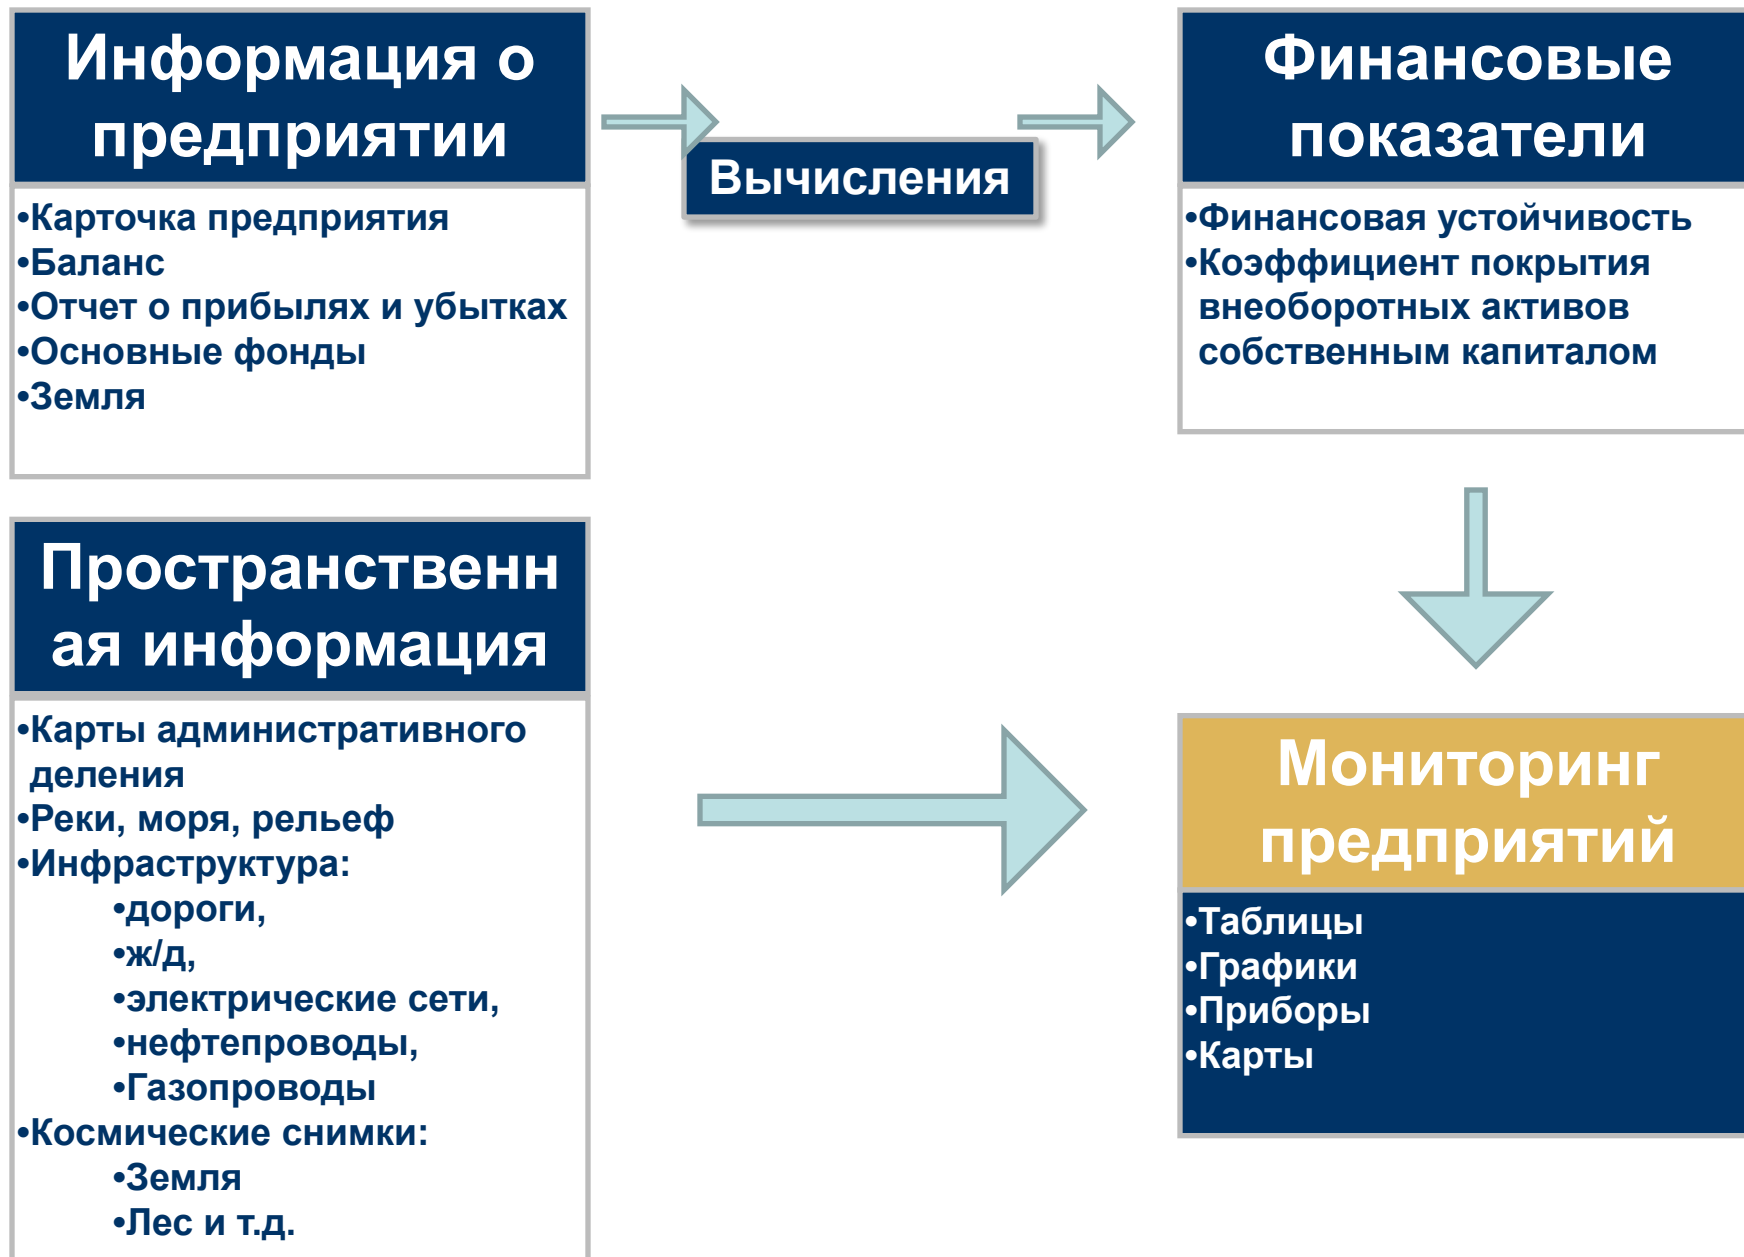 Информация о
предприятии
•Карточка предприятия
•Баланс
•Отчет о прибылях и убытках
•Основные фонды
•Земля
Вычисления
Финансовые
показатели
•Финансовая устойчивость
•Коэффициент покрытия
внеоборотных активов
собственным капиталом
Пространственн
ая информация
•Карты административного
деления
•Реки, моря, рельеф
•Инфраструктура:
•дороги,
•ж/д,
•электрические сети,
•нефтепроводы,
•Газопроводы
•Космические снимки:
•Земля
•Лес и т.д.
Мониторинг
предприятий
•Таблицы
•Графики
•Приборы
•Карты